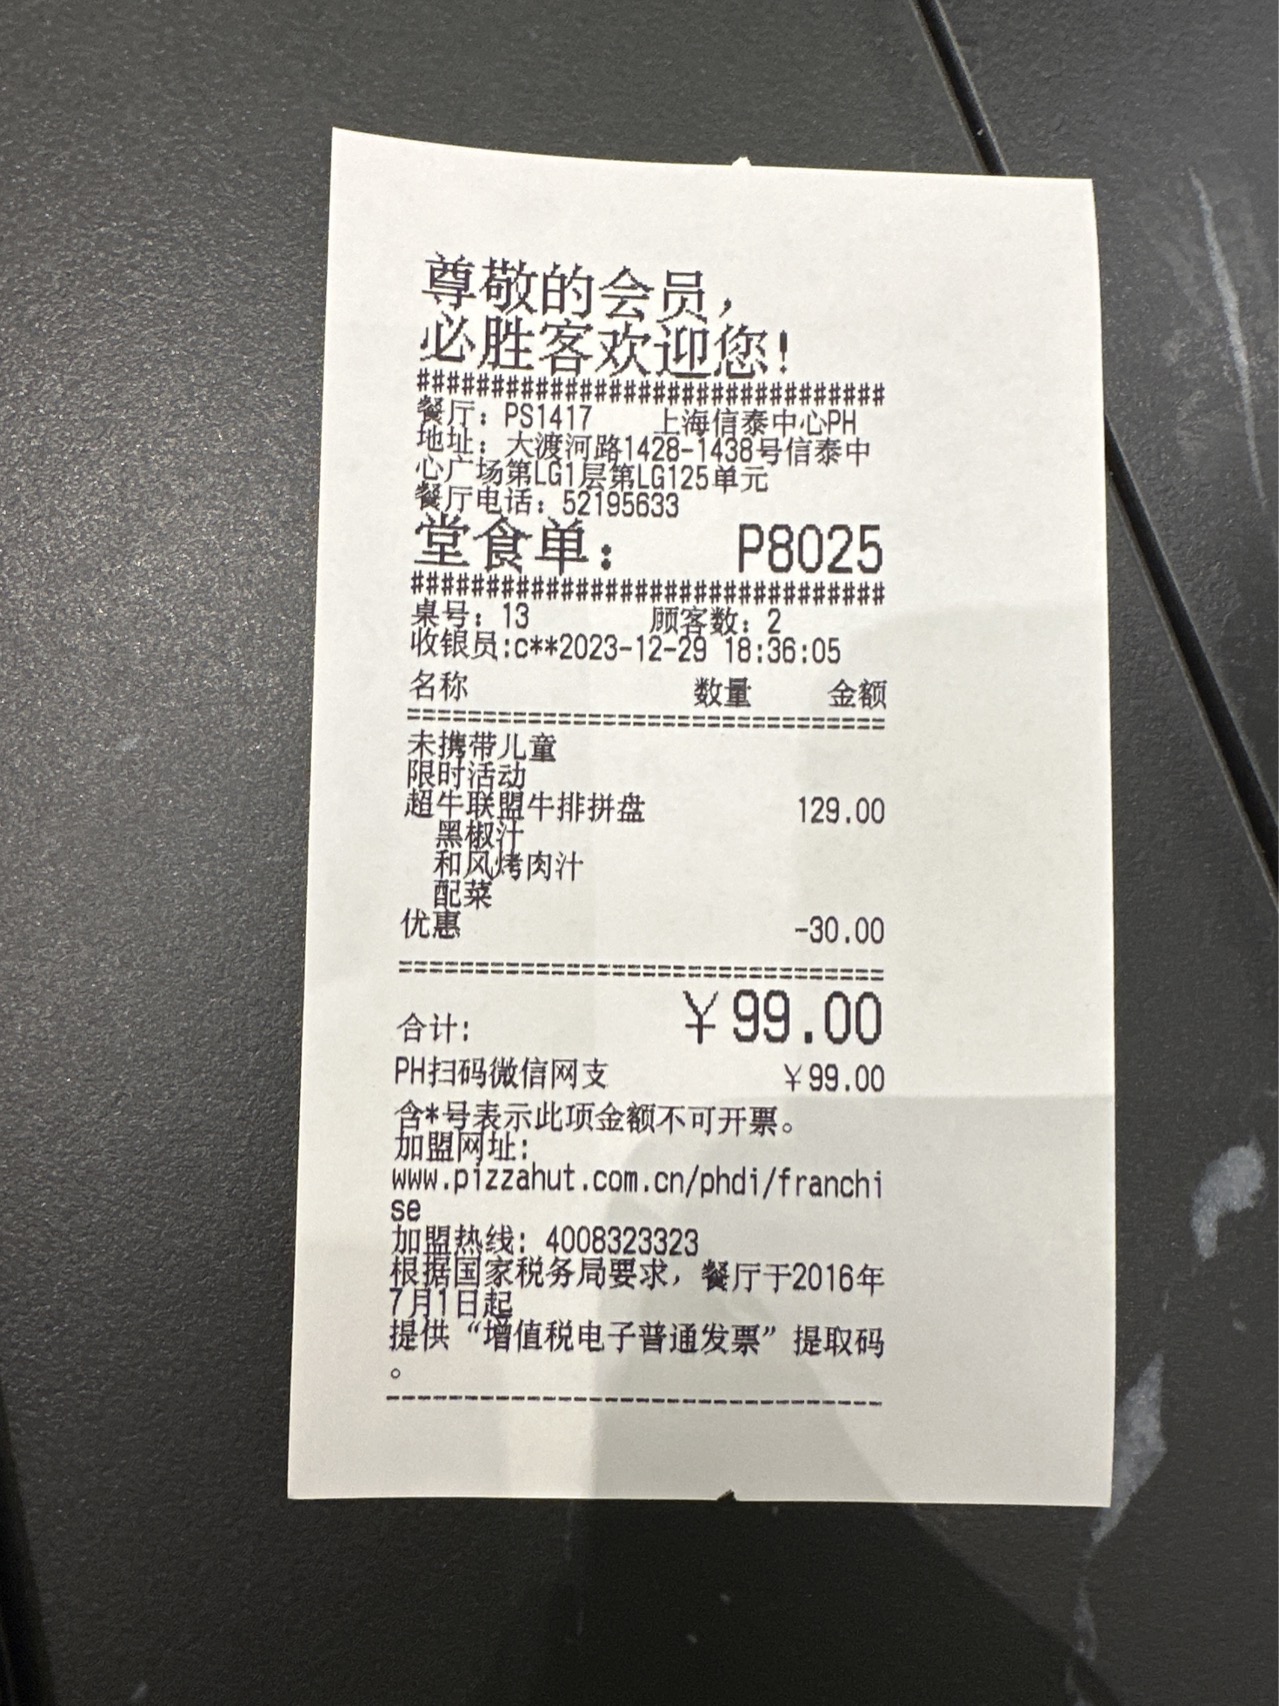 尊敬的会员，
必胜客欢迎您!
################################
餐厅: PS1417 上海信泰中心PH
地址: 大渡河路1428-1438号信泰中
心广场第LG1层第LG125单元
餐厅电话: 52195633
堂食单: P8025
################################
桌号: 13 顾客数: 2
收银员:c**2023-12-29 18:36:05
名称 数量 金额
================================
未携带儿童
限时活动
超牛联盟牛排拼盘 129.00
黑椒汁
和风烤肉汁
配菜
优惠 -30.00
================================
合计: ￥99.00
PH扫码微信网支 ￥99.00
含*号表示此项金额不可开票。
加盟网址:
www.pizzahut.com.cn/phdi/franchi
se
加盟热线: 4008323323
根据国家税务局要求，餐厅于2016年
7月1日起
提供“增值税电子普通发票”提取码
。
--------------------------------